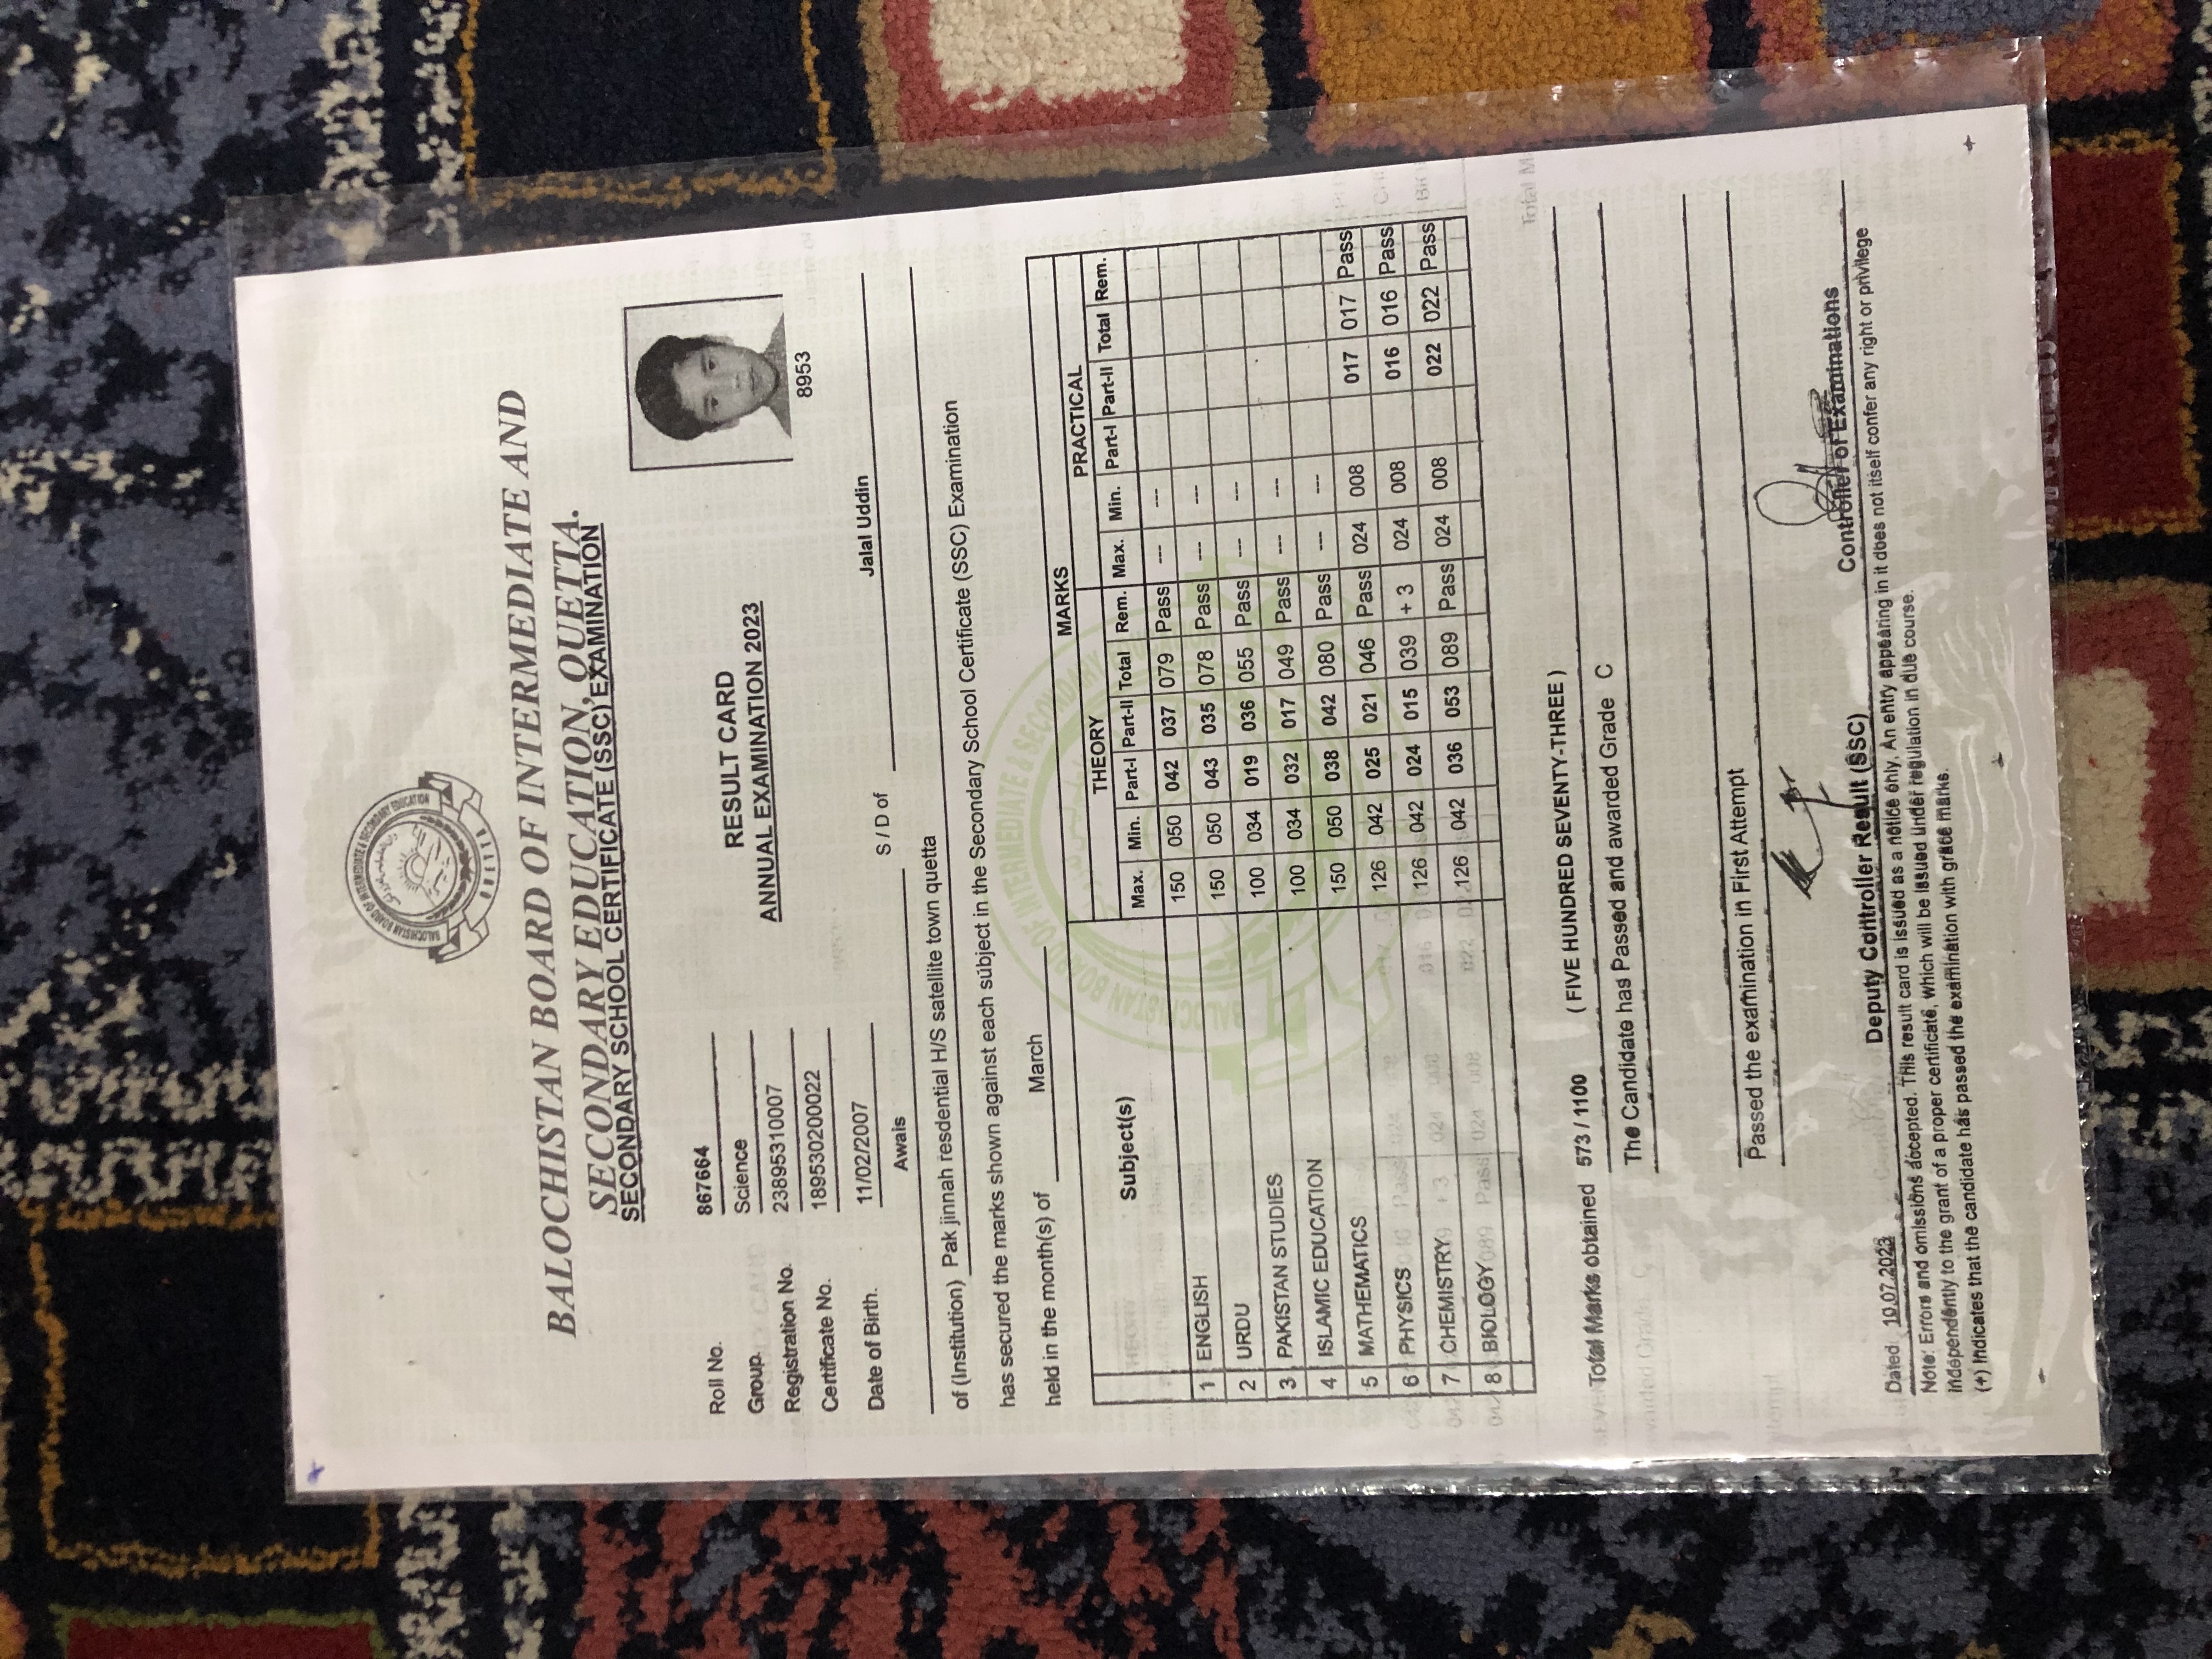 BALOCHISTAN BOARD OF INTERMEDIATE & SECONDARY EDUCATION
QUETTA
BALOCHISTAN BOARD OF INTERMEDIATE AND
SECONDARY EDUCATION, QUETTA.
SECONDARY SCHOOL CERTIFICATE (SSC) EXAMINATION
RESULT CARD
ANNUAL EXAMINATION 2023
8953
Roll No. 867664
Group Science
Registration No. 2389531 0007
Certificate No. 1895302000022
Date of Birth. 11/02/2007
Awais S / D of Jalal Uddin
of (Institution) Pak jinnah resdential H/S satellite town quetta
has secured the marks shown against each subject in the Secondary School Certificate (SSC) Examination
held in the month(s) of March
Subject(s) MARKS
THEORY PRACTICAL
Max. Min. Part-I Part-II Total Rem. Max. Min. Part-I Part-II Total Rem.
1 ENGLISH 150 050 042 037 079 Pass --- ---
2 URDU 150 050 043 035 078 Pass --- ---
3 PAKISTAN STUDIES 100 034 019 036 055 Pass --- ---
4 ISLAMIC EDUCATION 100 034 032 017 049 Pass --- ---
5 MATHEMATICS 150 050 038 042 080 Pass --- ---
6 PHYSICS 126 042 025 021 046 Pass 024 008 017 017 Pass
7 CHEMISTRY 126 042 024 015 039 + 3 024 008 016 016 Pass
8 BIOLOGY 126 042 036 053 089 Pass 024 008 022 022 Pass
Total Marks obtained 573 / 1100 ( FIVE HUNDRED SEVENTY-THREE )
The Candidate has Passed and awarded Grade C
Passed the examination in First Attempt
Deputy Controller Result (SSC) Controller of Examinations
Dated 10.07.2023
Note: Errors and omissions accepted. This result card is issued as a notice only. An entry appearing in it does not itself confer any right or privilege
independently to the grant of a proper certificate, which will be issued under regulation in due course.
(+) Indicates that the candidate has passed the examination with grace marks.